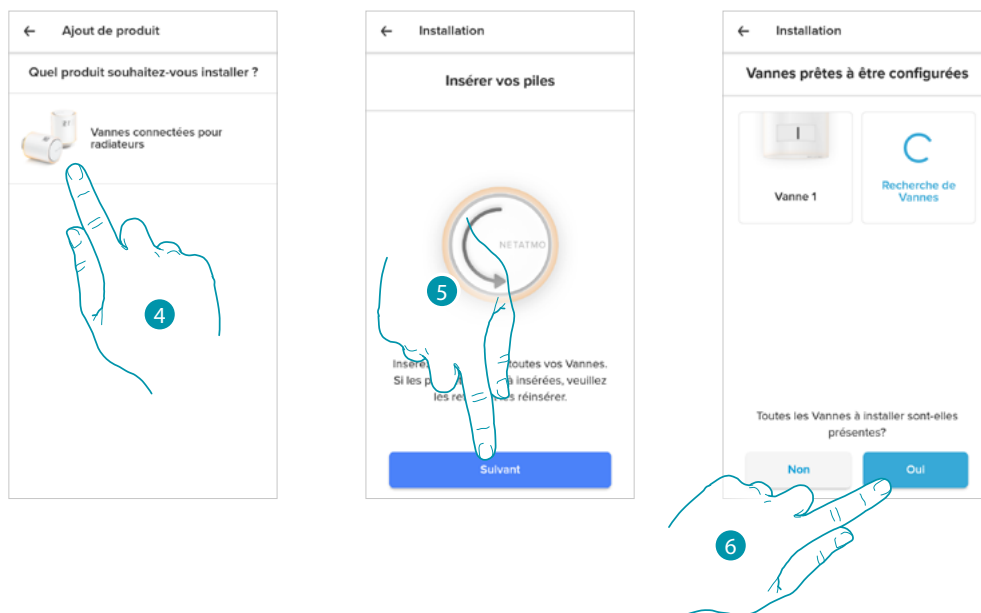 Ajout de produit
Quel produit souhaitez-vous installer ?
Vannes connectées pour
radiateurs
4
Installation
Insérer vos piles
NETATMO
5
toutes vos Vannes.
Si les à insérées, veuillez
les réinsérer.
Suivant
Installation
Vannes prêtes à être configurées
Vanne 1
Recherche de
Vannes
Toutes les Vannes à installer sont-elles
présentes?
Non
Oui
6